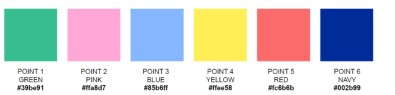 POINT 1 POINT 2 POINT 3 POINT 4 POINT 5 POINT 6
GREEN PINK BLUE YELLOW RED NAVY
#39be91 #ffa8d7 #85b6ff #ffee58 #fc6b6b #002b99